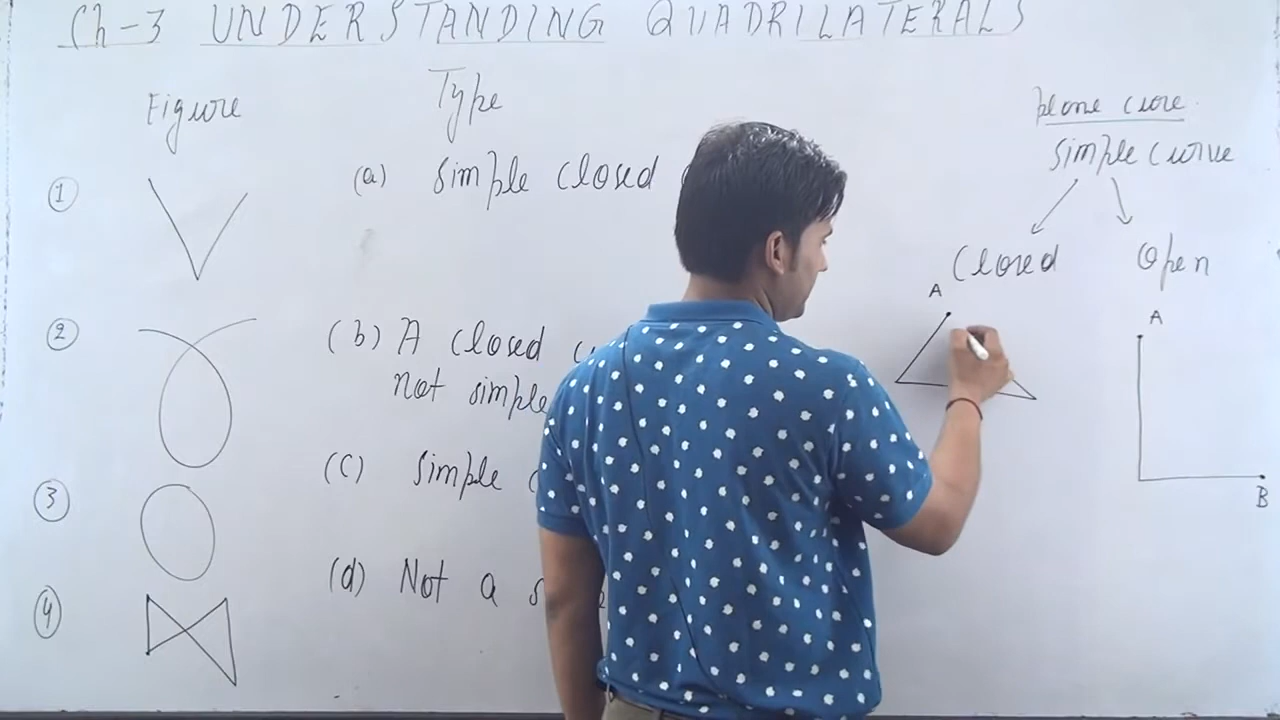 Ch-3 UNDERSTANDING QUADRILATERALS
Figure
Type
① 
(a) Simple closed
②
(b) A closed
not simple
③
(c) Simple
④
(d) Not a
plane cure
Simple Curve
Closed
Open
A
A
B